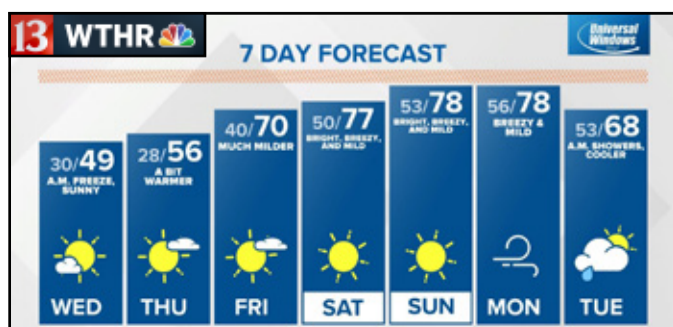 13 WTHR
Universal
Windows
7 DAY FORECAST
30/49
A.M. FREEZE,
SUNNY
WED
28/56
A BIT
WARMER
THU
40/70
MUCH MILDER
FRI
50/77
BRIGHT, BREEZY,
AND MILD
SAT
53/78
BRIGHT, BREEZY,
AND MILD
SUN
56/78
BREEZY &
MILD
MON
53/68
A.M. SHOWERS,
COOLER
TUE